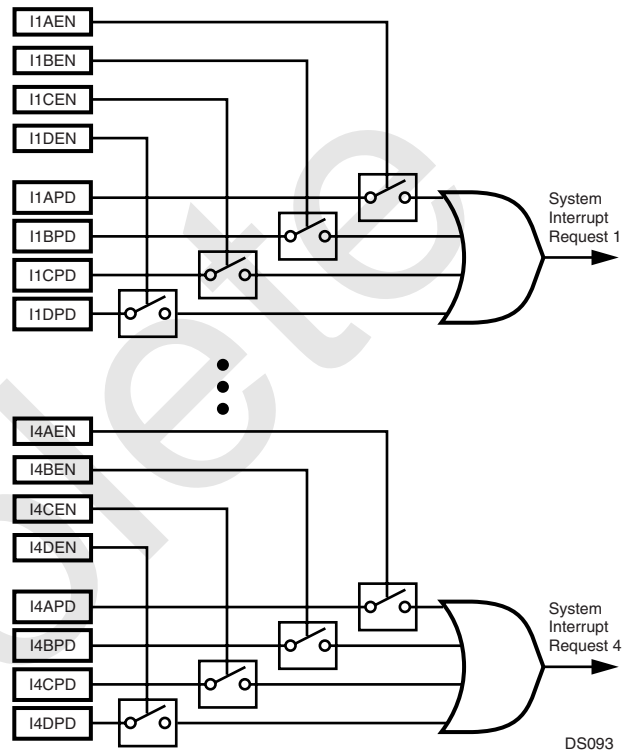 I1AEN
I1BEN
I1CEN
I1DEN
I1APD
I1BPD
I1CPD
I1DPD
System
Interrupt
Request 1
I4AEN
I4BEN
I4CEN
I4DEN
I4APD
I4BPD
I4CPD
I4DPD
System
Interrupt
Request 4
DS093
olete